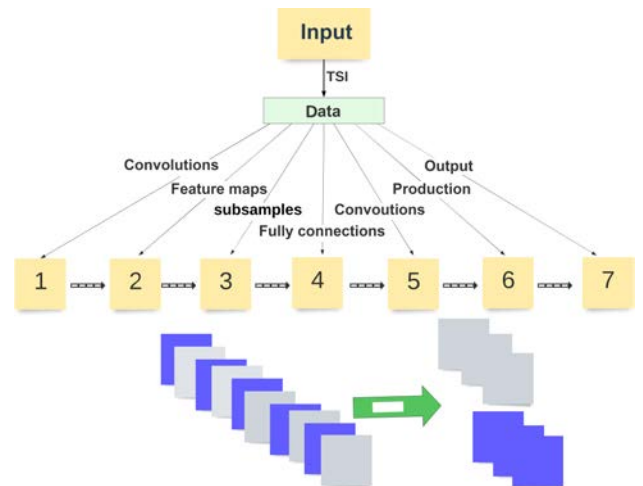 Input
TSI
Data
Convolutions
Output
Feature maps
Production
subsamples
Convoutions
Fully connections
1 2 3 4 5 6 7